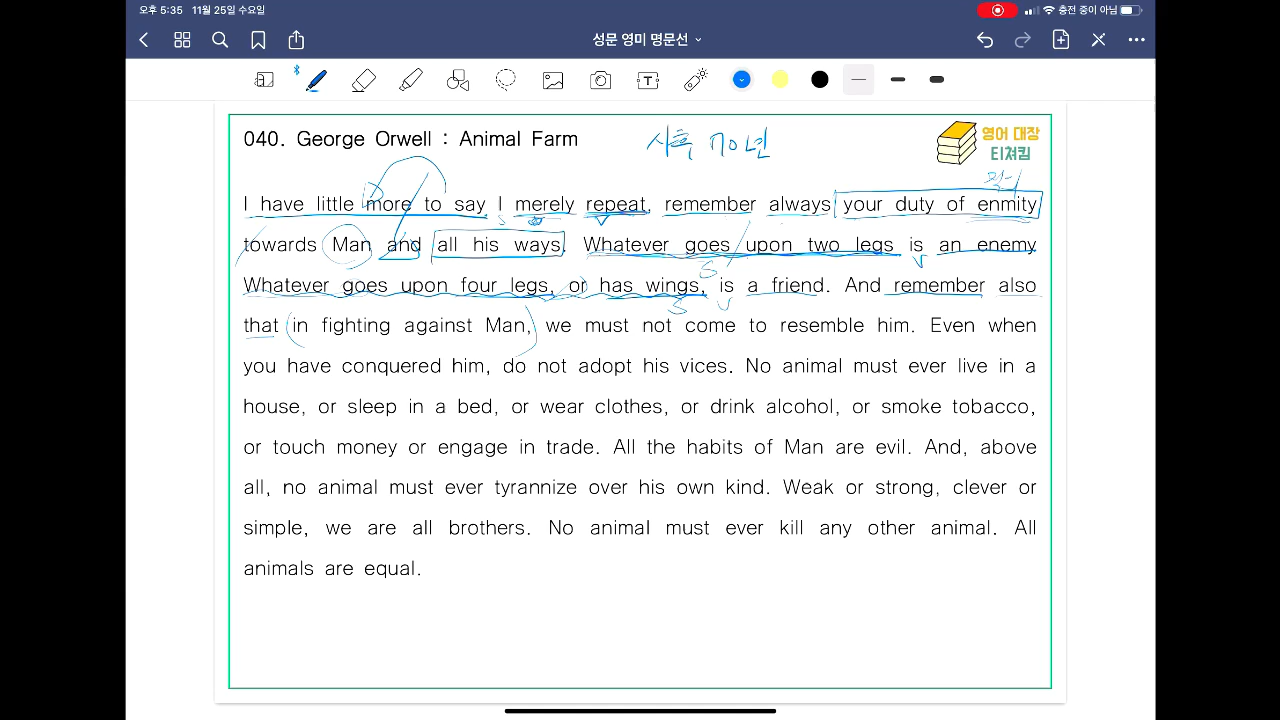 오후 5:35 11월 25일 수요일
충전 중이 아님
성문 영미 명문선
040. George Orwell : Animal Farm
사후 70년
영어 대장
티쳐킴
I have little more to say I merely repeat, remember always your duty of enmity
towards Man and all his ways. Whatever goes upon two legs is an enemy
Whatever goes upon four legs, or has wings, is a friend. And remember also
that in fighting against Man, we must not come to resemble him. Even when
you have conquered him, do not adopt his vices. No animal must ever live in a
house, or sleep in a bed, or wear clothes, or drink alcohol, or smoke tobacco,
or touch money or engage in trade. All the habits of Man are evil. And, above
all, no animal must ever tyrannize over his own kind. Weak or strong, clever or
simple, we are all brothers. No animal must ever kill any other animal. All
animals are equal.